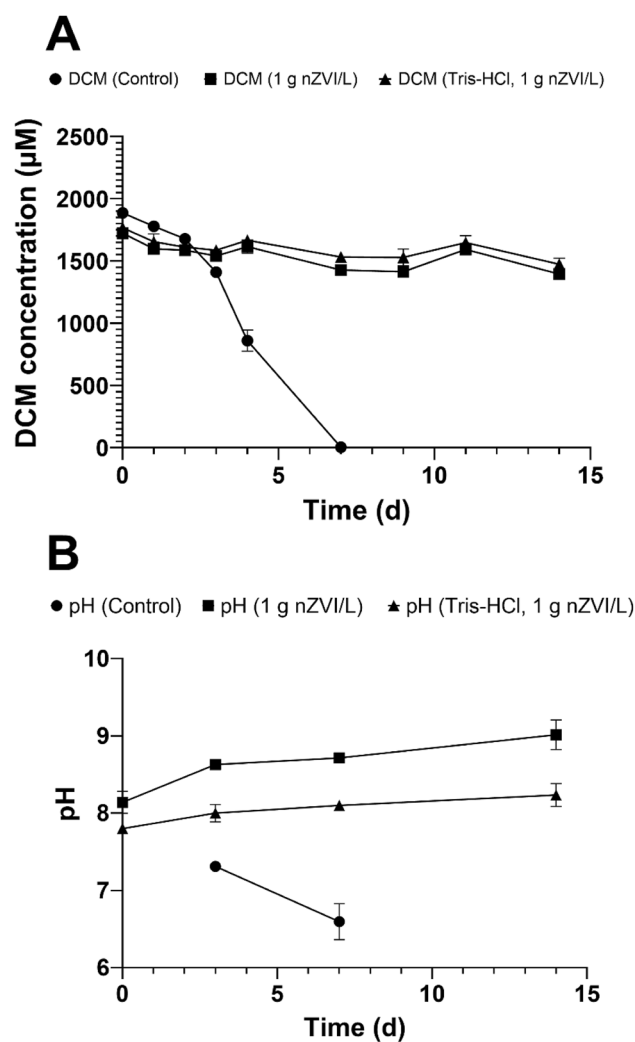 A
DCM (Control) DCM (1 g nZVI/L) DCM (Tris-HCl, 1 g nZVI/L)
DCM concentration (µM)
2500
2000
1500
1000
500
0
0 5 10 15
Time (d)
B
pH (Control) pH (1 g nZVI/L) pH (Tris-HCl, 1 g nZVI/L)
pH
10
9
8
7
6
0 5 10 15
Time (d)